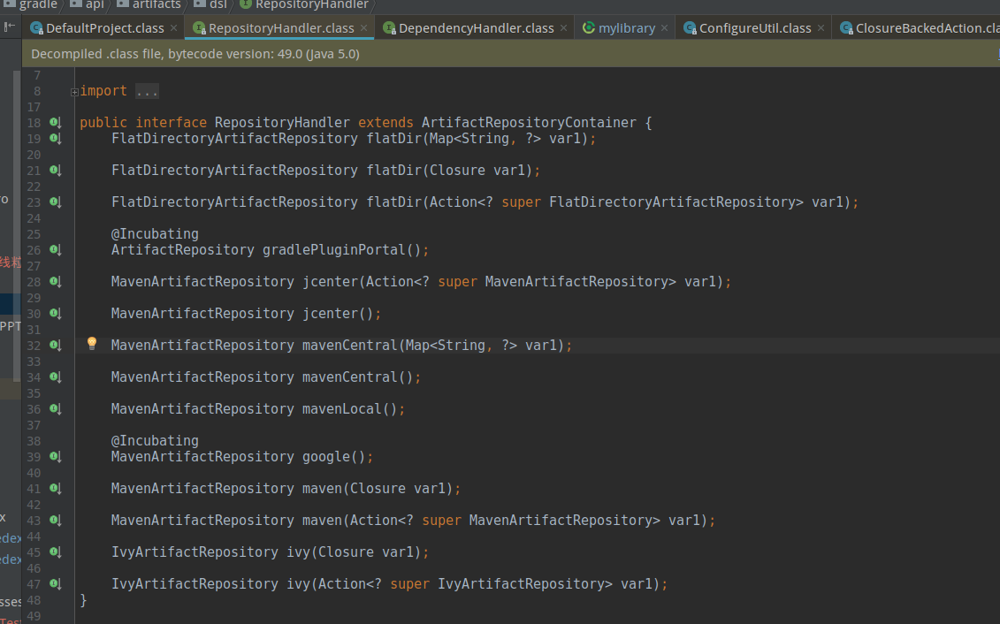 gradle api artifacts dsl RepositoryHandler
DefaultProject.class RepositoryHandler.class DependencyHandler.class mylibrary ConfigureUtil.class ClosureBackedAction.cla
Decompiled .class file, bytecode version: 49.0 (Java 5.0)
7
8 import ...
17
18 public interface RepositoryHandler extends ArtifactRepositoryContainer {
19 FlatDirectoryArtifactRepository flatDir(Map<String, ?> var1);
20
21 FlatDirectoryArtifactRepository flatDir(Closure var1);
22
23 FlatDirectoryArtifactRepository flatDir(Action<? super FlatDirectoryArtifactRepository> var1);
24
25 @Incubating
26 ArtifactRepository gradlePluginPortal();
27
28 MavenArtifactRepository jcenter(Action<? super MavenArtifactRepository> var1);
29
30 MavenArtifactRepository jcenter();
31
32 MavenArtifactRepository mavenCentral(Map<String, ?> var1);
33
34 MavenArtifactRepository mavenCentral();
35
36 MavenArtifactRepository mavenLocal();
37
38 @Incubating
39 MavenArtifactRepository google();
40
41 MavenArtifactRepository maven(Closure var1);
42
43 MavenArtifactRepository maven(Action<? super MavenArtifactRepository> var1);
44
45 IvyArtifactRepository ivy(Closure var1);
46
47 IvyArtifactRepository ivy(Action<? super IvyArtifactRepository> var1);
48 }
49
ro
线粒
PPT
x
edex
edex
sses
Test